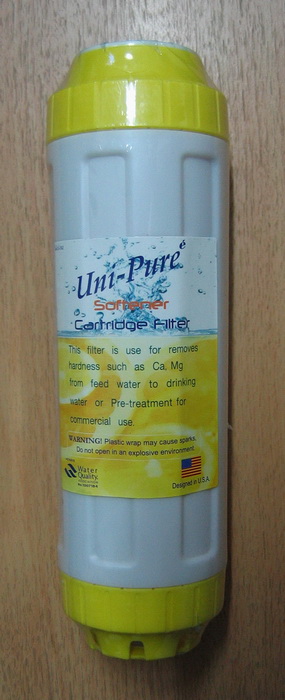 Uni-Pure
Softener
Cartridge Filter
This filter is use for removes
hardness such as Ca, Mg
from feed water to drinking
water or Pre-treatment for
commercial use.
WARNING! Plastic wrap may cause sparks.
Do not open in an explosive environment
Water
Quality
Designed in U.S.A.